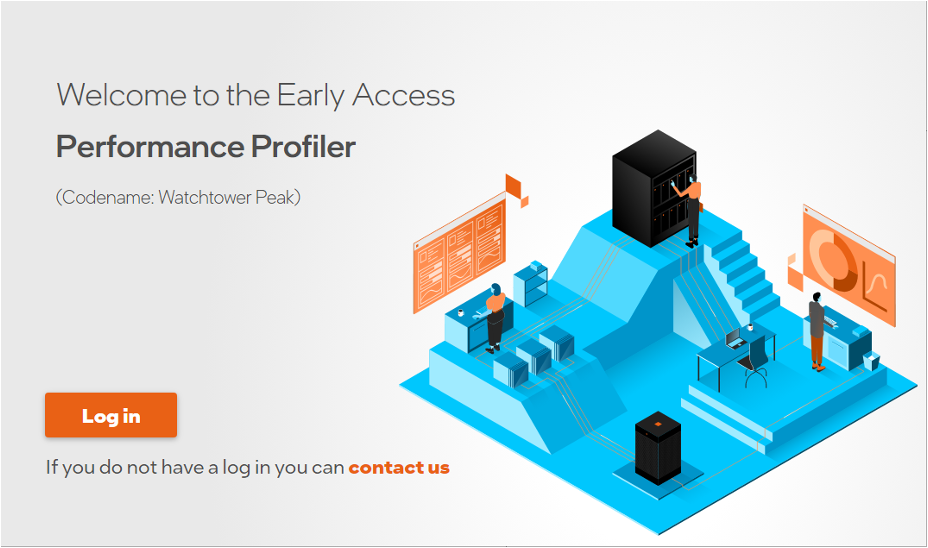 Welcome to the Early Access
Performance Profiler
(Codename: Watchtower Peak)
Log in
If you do not have a log in you can contact us